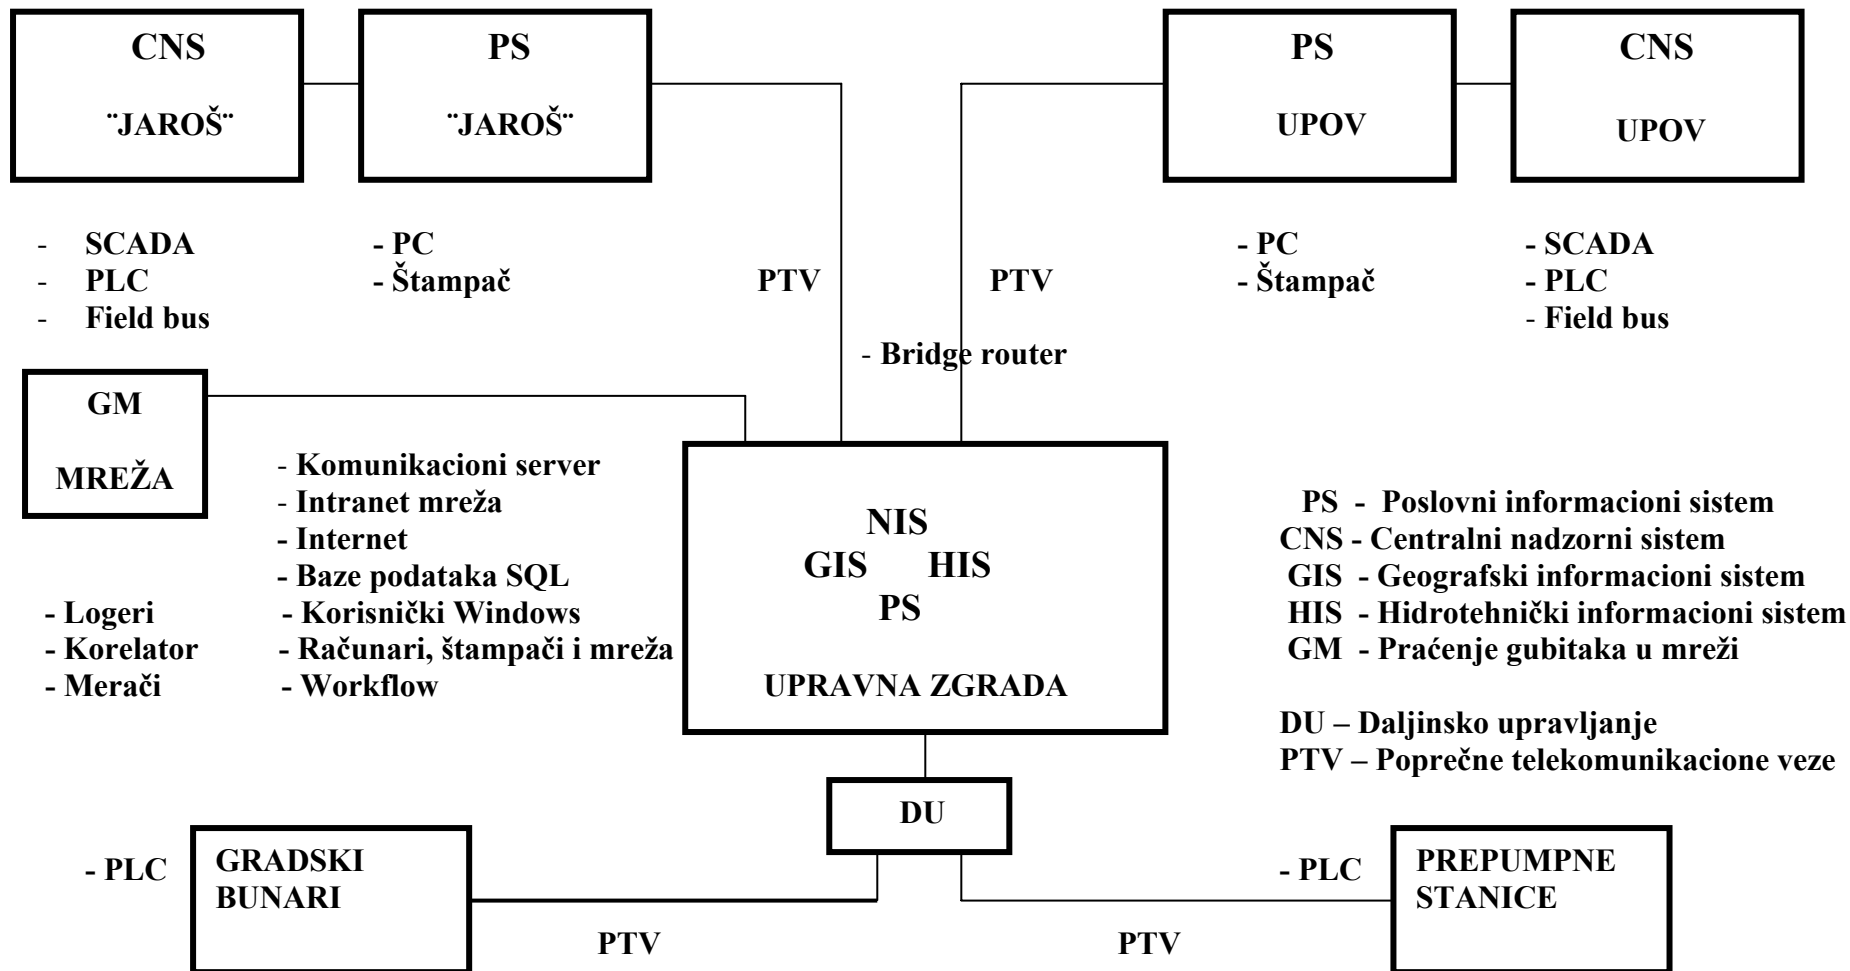 CNS
¨JAROŠ¨
PS
¨JAROŠ¨
PS
UPOV
CNS
UPOV
- SCADA
- PLC
- Field bus
- PC
- Štampač
PTV
PTV
- PC
- Štampač
- SCADA
- PLC
- Field bus
- Bridge router
GM
MREŽA
- Logeri
- Korelator
- Merači
- Komunikacioni server
- Intranet mreža
- Internet
- Baze podataka SQL
- Korisnički Windows
- Računari, štampači i mreža
- Workflow
NIS
GIS HIS
PS
UPRAVNA ZGRADA
PS - Poslovni informacioni sistem
CNS - Centralni nadzorni sistem
GIS - Geografski informacioni sistem
HIS - Hidrotehnički informacioni sistem
GM - Praćenje gubitaka u mreži
DU – Daljinsko upravljanje
PTV – Poprečne telekomunikacione veze
DU
- PLC
GRADSKI
BUNARI
PTV
PTV
- PLC
PREPUMPNE
STANICE